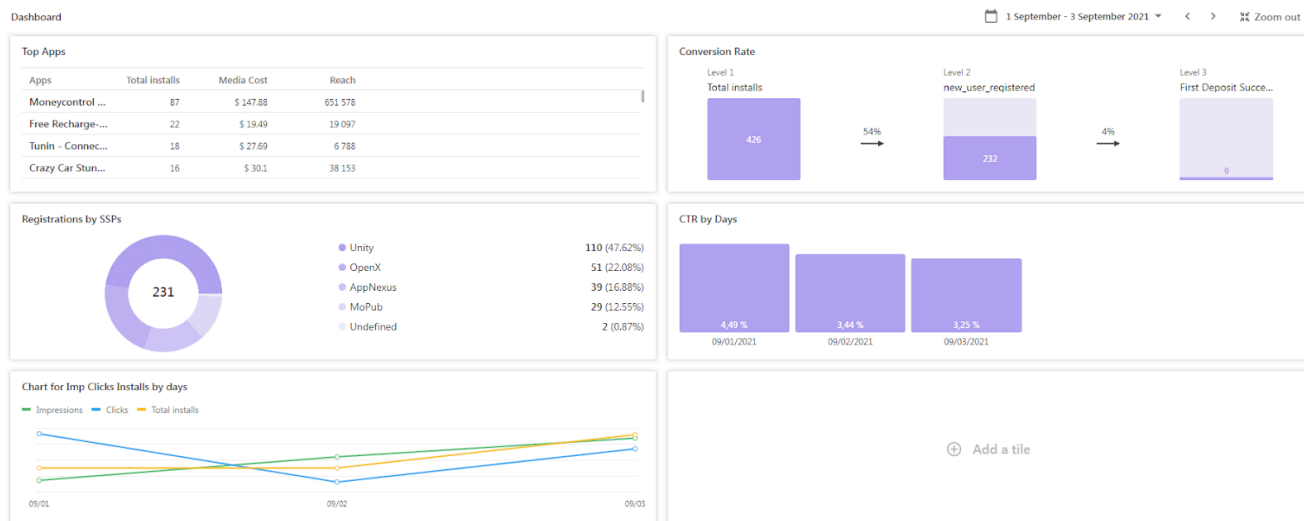 Dashboard
1 September - 3 September 2021
Zoom out
Top Apps
Apps Total installs Media Cost Reach
Moneycontrol ... 87 $ 147.88 651 578
Free Recharge-... 22 $ 19.49 19 097
Tunin - Connec... 18 $ 27.69 6 788
Crazy Car Stun... 16 $ 30.1 38 153
Conversion Rate
Level 1
Total installs
426
54%
Level 2
new_user_registered
232
4%
Level 3
First Deposit Succe...
9
Registrations by SSPs
231
Unity 110 (47.62%)
OpenX 51 (22.08%)
AppNexus 39 (16.88%)
MoPub 29 (12.55%)
Undefined 2 (0.87%)
CTR by Days
4,49 % 3,44 % 3,25 %
09/01/2021 09/02/2021 09/03/2021
Chart for Imp Clicks Installs by days
Impressions Clicks Total installs
09/01 09/02 09/03
Add a tile